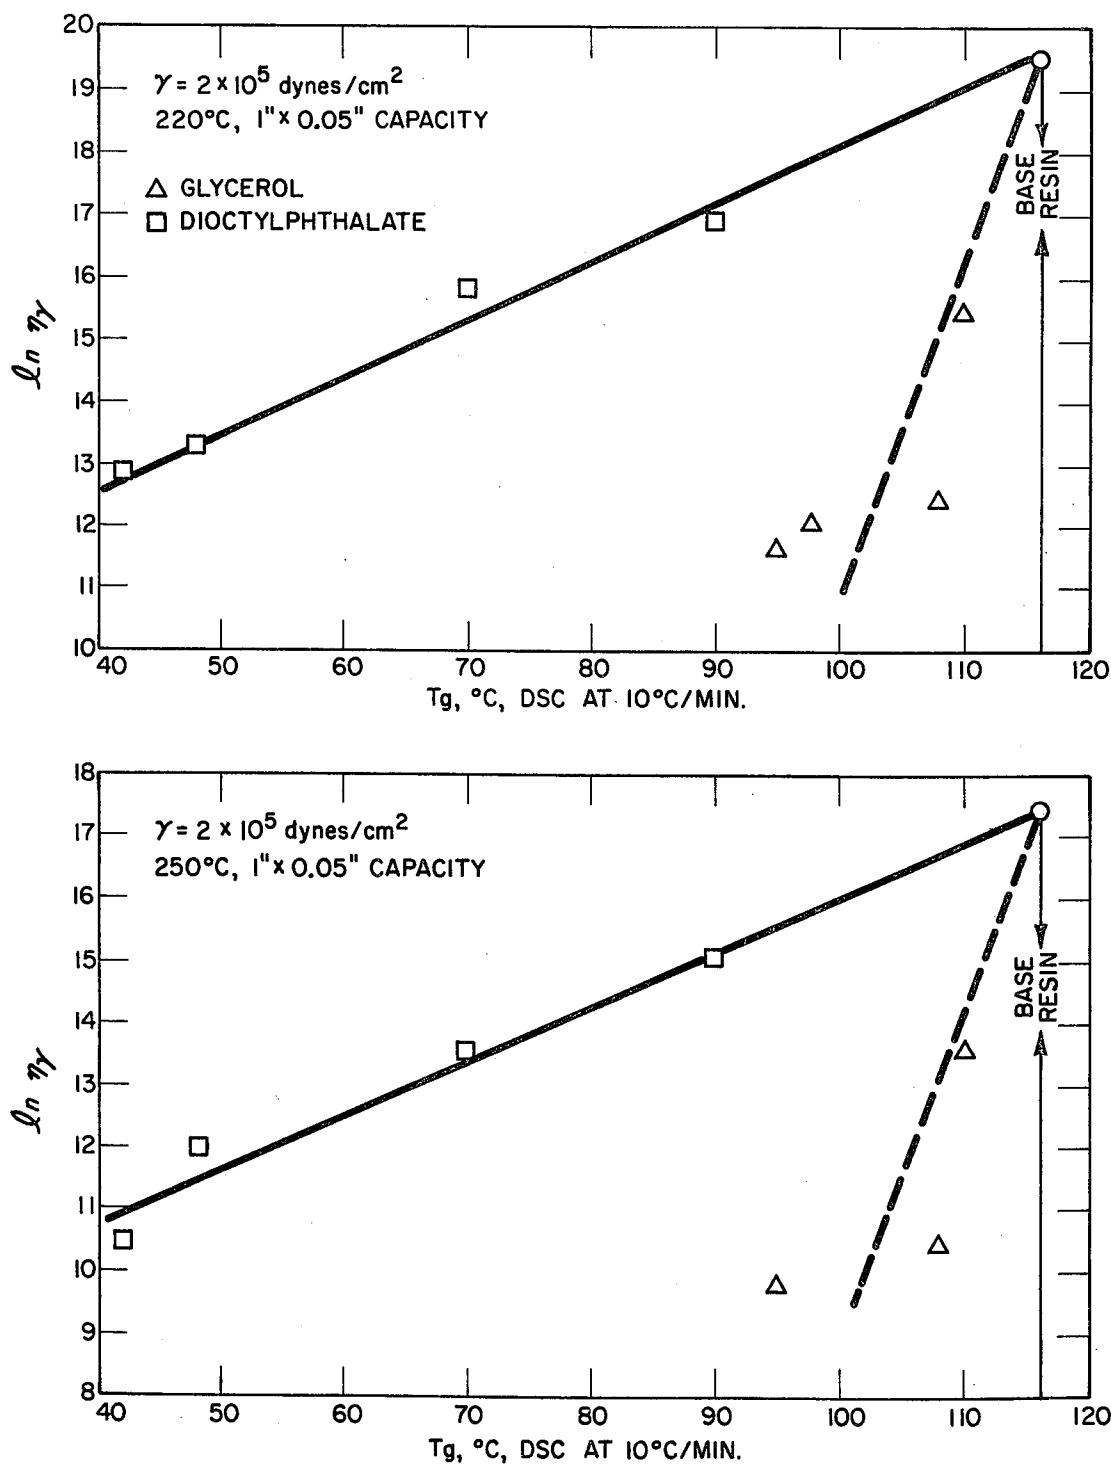 20
19
18
17
16
15
14
13
12
11
10
ln ηγ
γ = 2 × 10⁵ dynes/cm²
220°C, 1" × 0.05" CAPACITY
△ GLYCEROL
□ DIOCTYLPHTHALATE
BASE
RESIN
40 50 60 70 80 90 100 110 120
Tg, °C, DSC AT 10°C/MIN.
18
17
16
15
14
13
12
11
10
9
8
ln ηγ
γ = 2 × 10⁵ dynes/cm²
250°C, 1" × 0.05" CAPACITY
BASE
RESIN
40 50 60 70 80 90 100 110 120
Tg, °C, DSC AT 10°C/MIN.